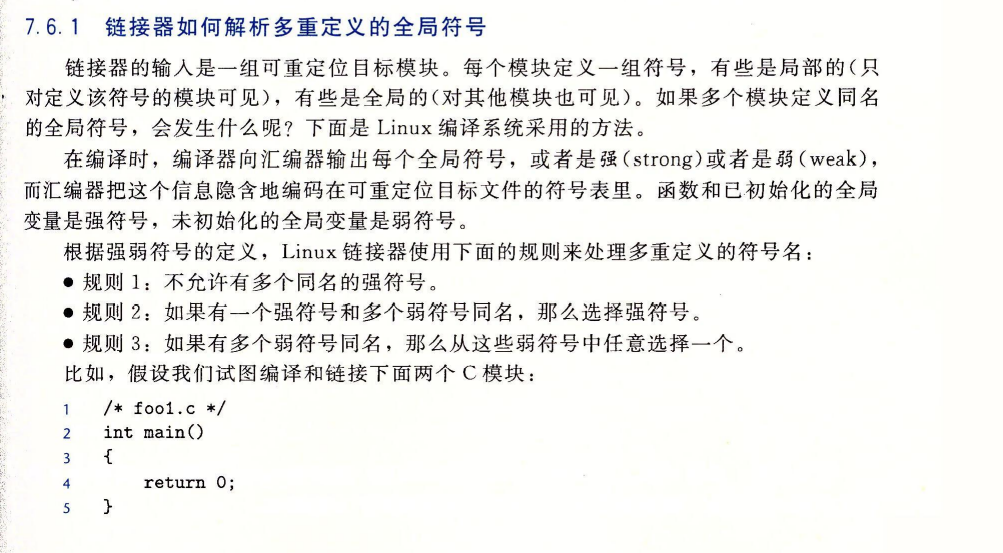 7.6.1 链接器如何解析多重定义的全局符号
链接器的输入是一组可重定位目标模块。每个模块定义一组符号，有些是局部的(只
对定义该符号的模块可见)，有些是全局的(对其他模块也可见)。如果多个模块定义同名
的全局符号，会发生什么呢？下面是 Linux 编译系统采用的方法。
在编译时，编译器向汇编器输出每个全局符号，或者是强(strong)或者是弱(weak)，
而汇编器把这个信息隐含地编码在可重定位目标文件的符号表里。函数和已初始化的全局
变量是强符号，未初始化的全局变量是弱符号。
根据强弱符号的定义，Linux 链接器使用下面的规则来处理多重定义的符号名：
● 规则 1：不允许有多个同名的强符号。
● 规则 2：如果有一个强符号和多个弱符号同名，那么选择强符号。
● 规则 3：如果有多个弱符号同名，那么从这些弱符号中任意选择一个。
比如，假设我们试图编译和链接下面两个 C 模块：
1 /* foo1.c */
2 int main()
3 {
4 return 0;
5 }